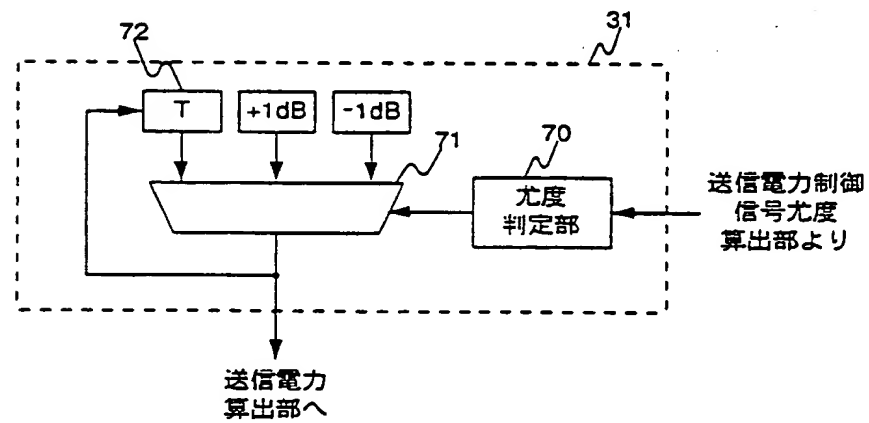 31
72
T
+1dB
-1dB
71
70
尤度
判定部
送信電力制御
信号尤度
算出部より
送信電力
算出部へ